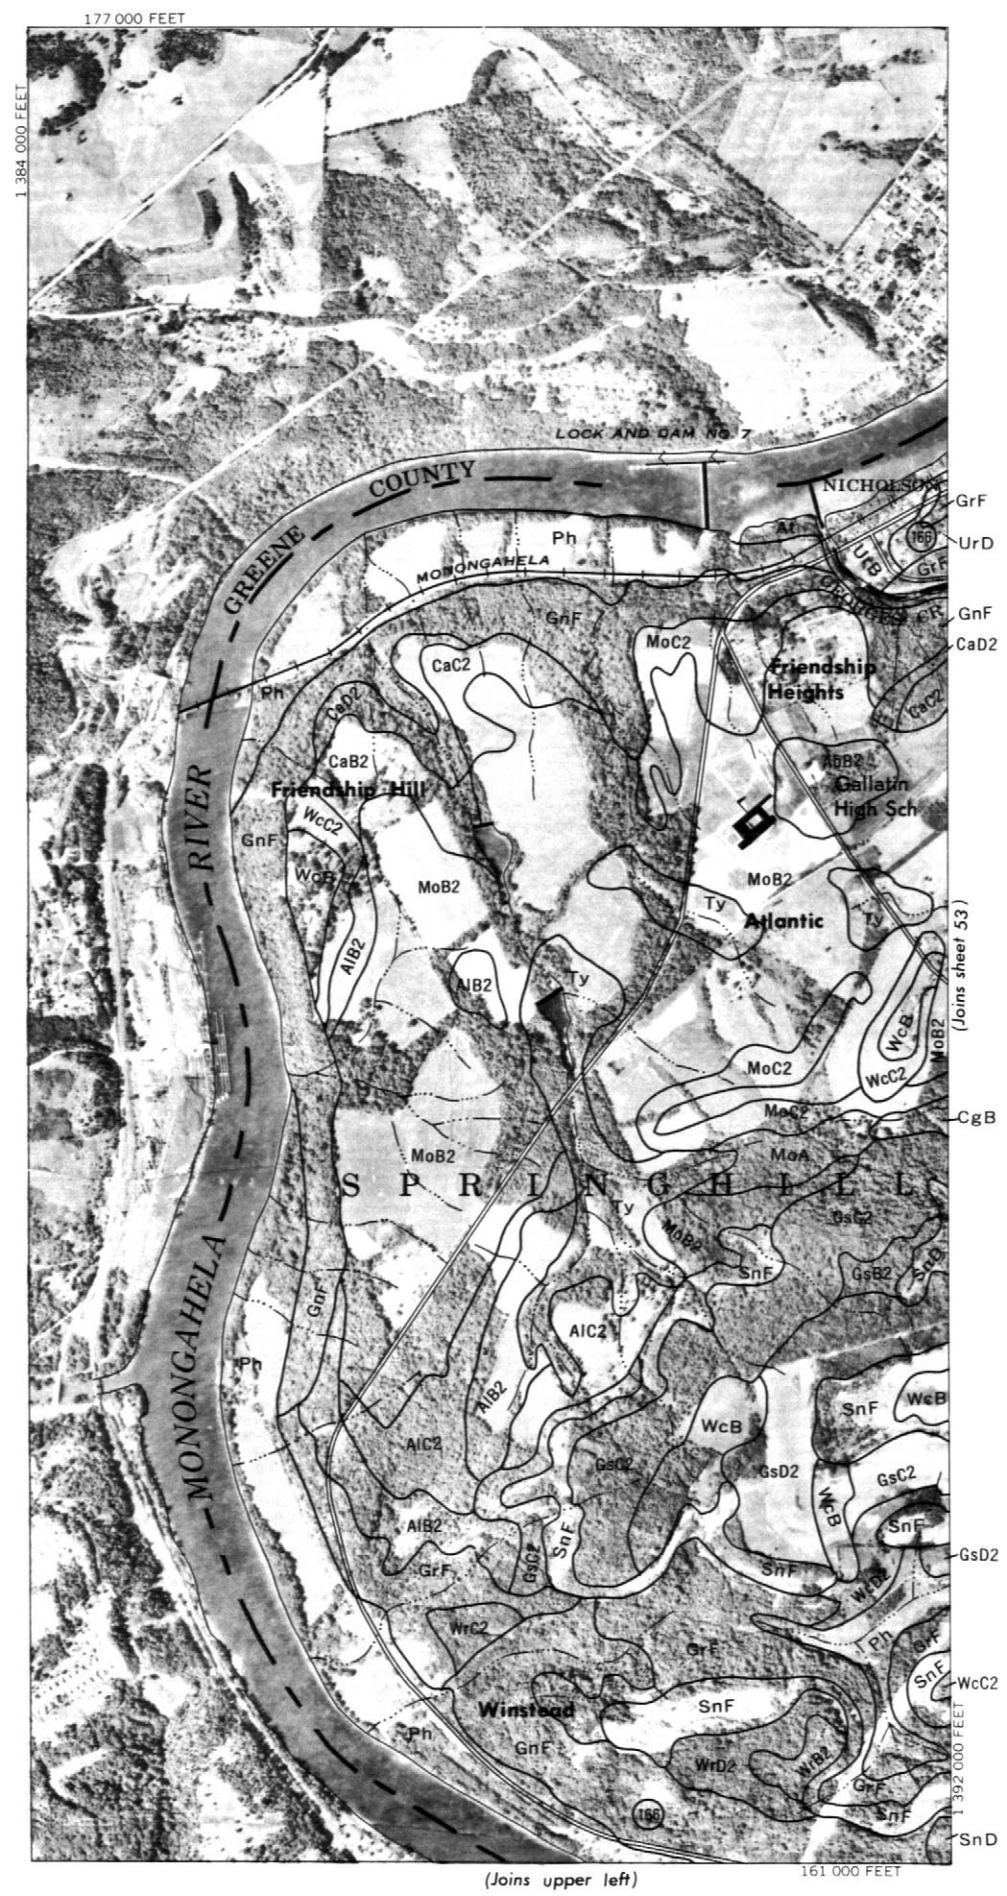 177 000 FEET
1 384 000 FEET
LOCK AND DAM NO. 7
GREENE
COUNTY
NICHOLSON
GrF
At
166
Ph
UrB
UrD
MONONGAHELA
GrF
GEORGES CR
GnF
GnF
MoC2
CaD2
CaC2
Friendship
Heights
Ph
CaD2
CaC2
CaB2
AbB2
Friendship Hill
Gallatin
High Sch
WcC2
RIVER
GnF
WcB
MoB2
MoB2
Ty
Ty
Atlantic
AlB2
AlB2
Ty
(Joins sheet 53)
WcB
MoB2
MoC2
WcC2
MoC2
CgB
MoB2
MoA
SPRINGHILL
Ty
GsC2
MoB2
SnF
GsB2
SnD
GnF
MONONGAHELA
AlC2
Ph
AlB2
WcB
SnF
WcB
AlC2
GsC2
GsD2
GsC2
WcB
AlB2
SnF
SnF
GsC2
GrF
SnF
GsD2
WcD2
WrC2
Ph
GrF
GrF
SnF
WcC2
Winstead
SnF
Ph
GnF
WrD2
WrB2
GrF
1 392 000 FEET
166
SnF
SnD
161 000 FEET
(Joins upper left)